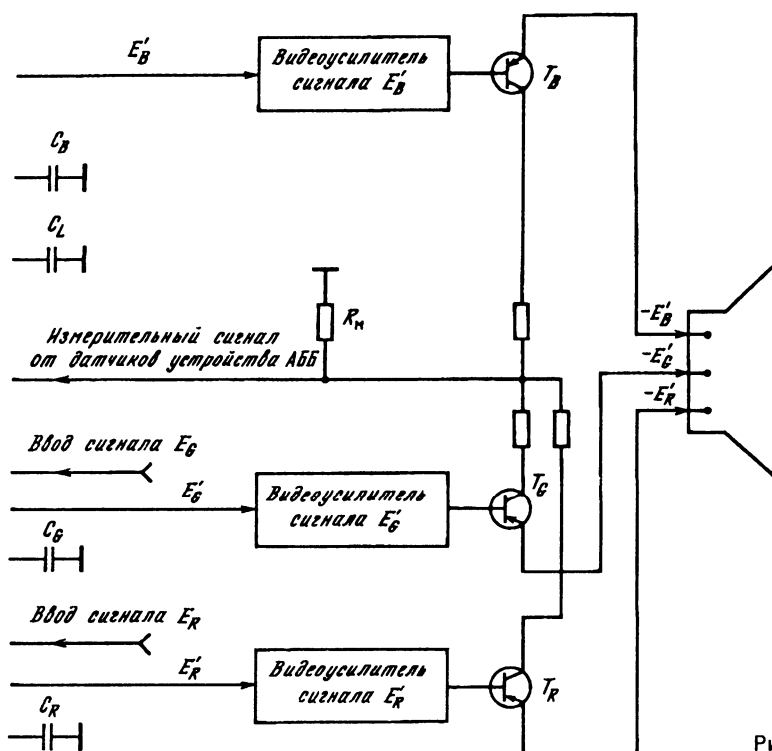 E'B
Видеоусилитель
сигнала E'B
TB
CB
CL
RН
Измерительный сигнал
от датчиков устройства АББ
-E'B
-E'G
-E'R
Ввод сигнала EG
E'G
Видеоусилитель
сигнала E'G
TG
CG
Ввод сигнала ER
E'R
Видеоусилитель
сигнала E'R
TR
CR